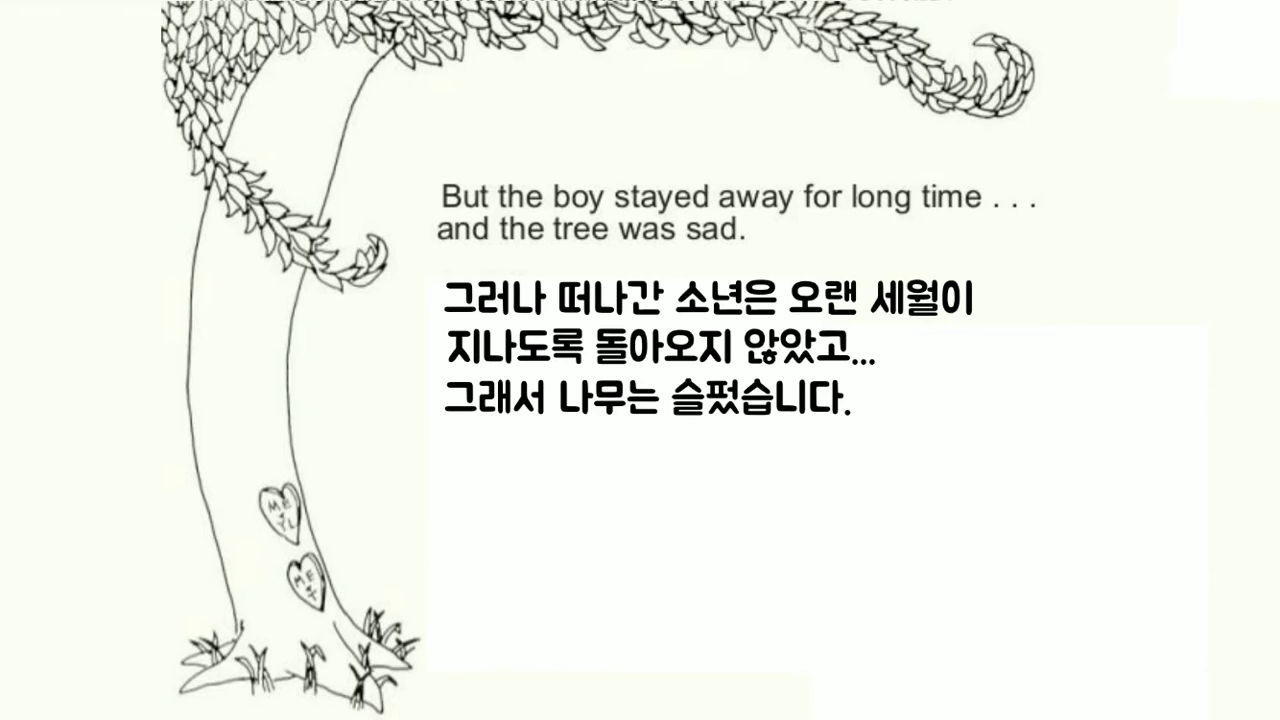 But the boy stayed away for long time . . .
and the tree was sad.
그러나 떠나간 소년은 오랜 세월이
지나도록 돌아오지 않았고...
그래서 나무는 슬펐습니다.
M E
Y L
M E
T